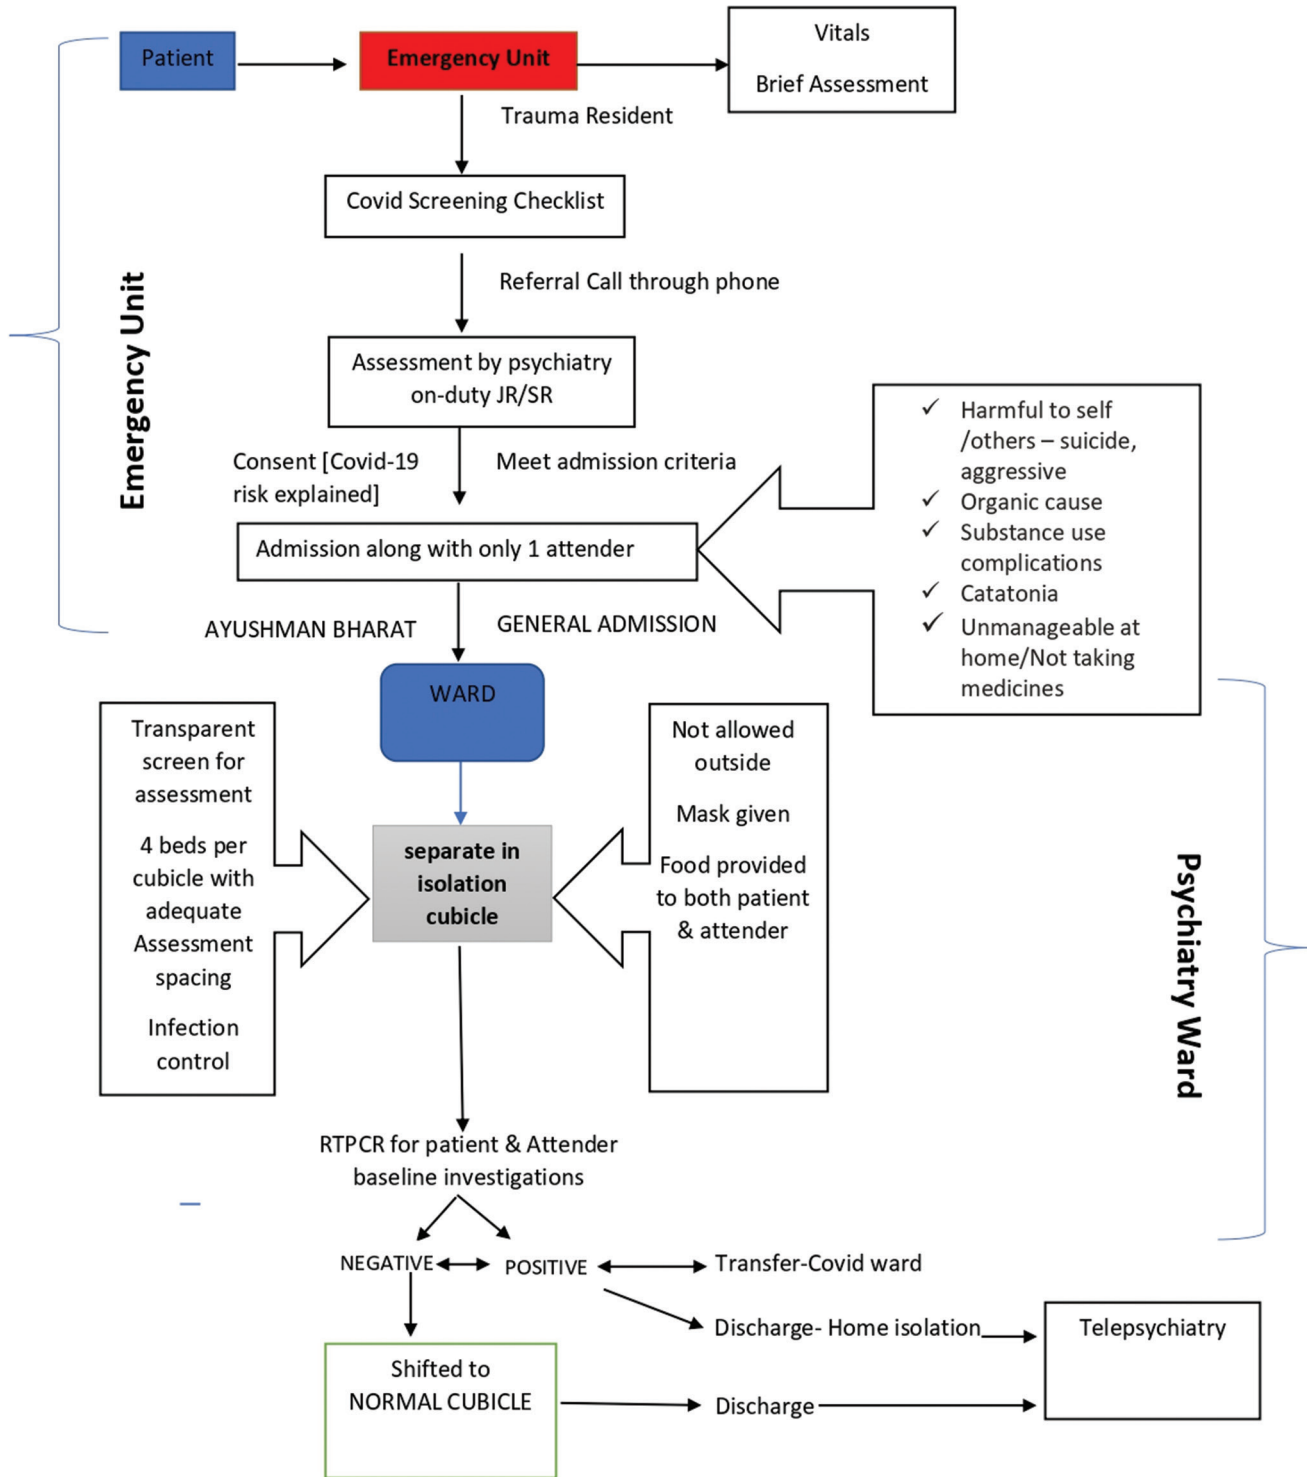 Patient
Emergency Unit
Vitals
Brief Assessment
Trauma Resident
Covid Screening Checklist
Referral Call through phone
Emergency Unit
Assessment by psychiatry
on-duty JR/SR
Consent [Covid-19
risk explained]
Meet admission criteria
✓ Harmful to self
/others – suicide,
aggressive
✓ Organic cause
✓ Substance use
complications
✓ Catatonia
✓ Unmanageable at
home/Not taking
medicines
Admission along with only 1 attender
AYUSHMAN BHARAT
GENERAL ADMISSION
WARD
Transparent
screen for
assessment
4 beds per
cubicle with
adequate
Assessment
spacing
Infection
control
separate in
isolation
cubicle
Not allowed
outside
Mask given
Food provided
to both patient
& attender
Psychiatry Ward
RTPCR for patient & Attender
baseline investigations
NEGATIVE
POSITIVE
Transfer-Covid ward
Discharge- Home isolation
Telepsychiatry
Shifted to
NORMAL CUBICLE
Discharge